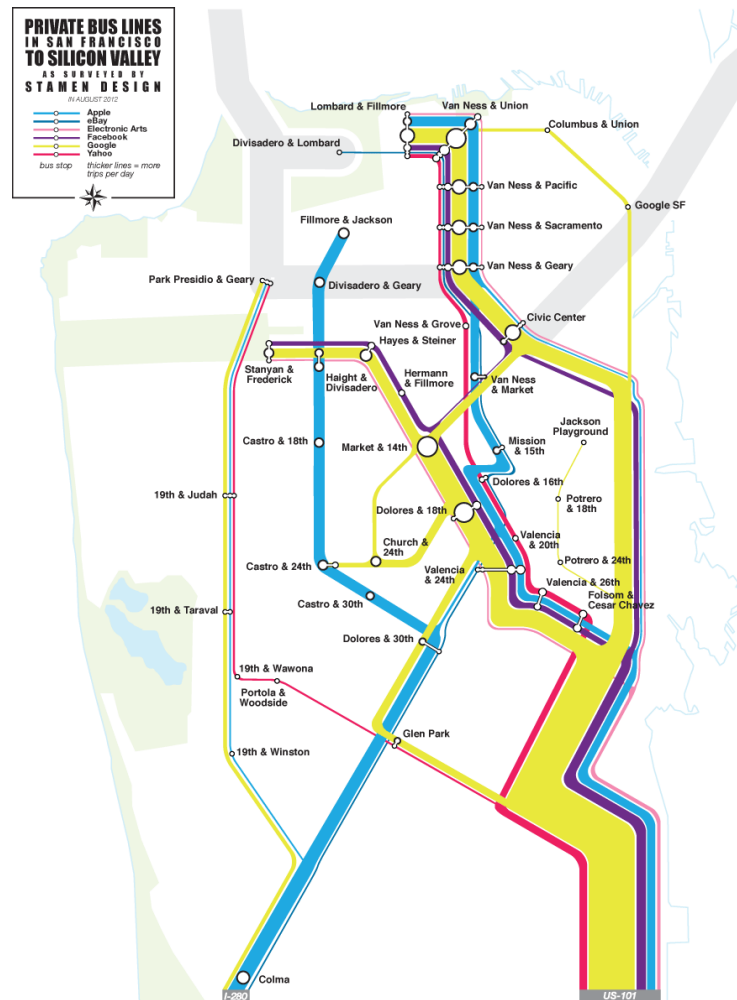 PRIVATE BUS LINES
IN SAN FRANCISCO
TO SILICON VALLEY
AS SURVEYED BY
STAMEN DESIGN
IN AUGUST 2012
Apple
eBay
Electronic Arts
Facebook
Google
Yahoo
bus stop
thicker lines = more
trips per day
Lombard & Fillmore
Van Ness & Union
Columbus & Union
Divisadero & Lombard
Van Ness & Pacific
Google SF
Fillmore & Jackson
Van Ness & Sacramento
Van Ness & Geary
Park Presidio & Geary
Divisadero & Geary
Civic Center
Van Ness & Grove
Hayes & Steiner
Stanyan &
Frederick
Haight &
Divisadero
Hermann
& Fillmore
Van Ness
& Market
Jackson
Playground
Castro & 18th
Market & 14th
Mission
& 15th
Dolores & 16th
19th & Judah
Potrero
& 18th
Dolores & 18th
Valencia
& 20th
Church &
24th
Castro & 24th
Valencia
& 24th
Potrero & 24th
Valencia & 26th
Castro & 30th
Folsom &
Cesar Chavez
19th & Taraval
Dolores & 30th
19th & Wawona
Portola &
Woodside
Glen Park
19th & Winston
Colma
I-280
US-101